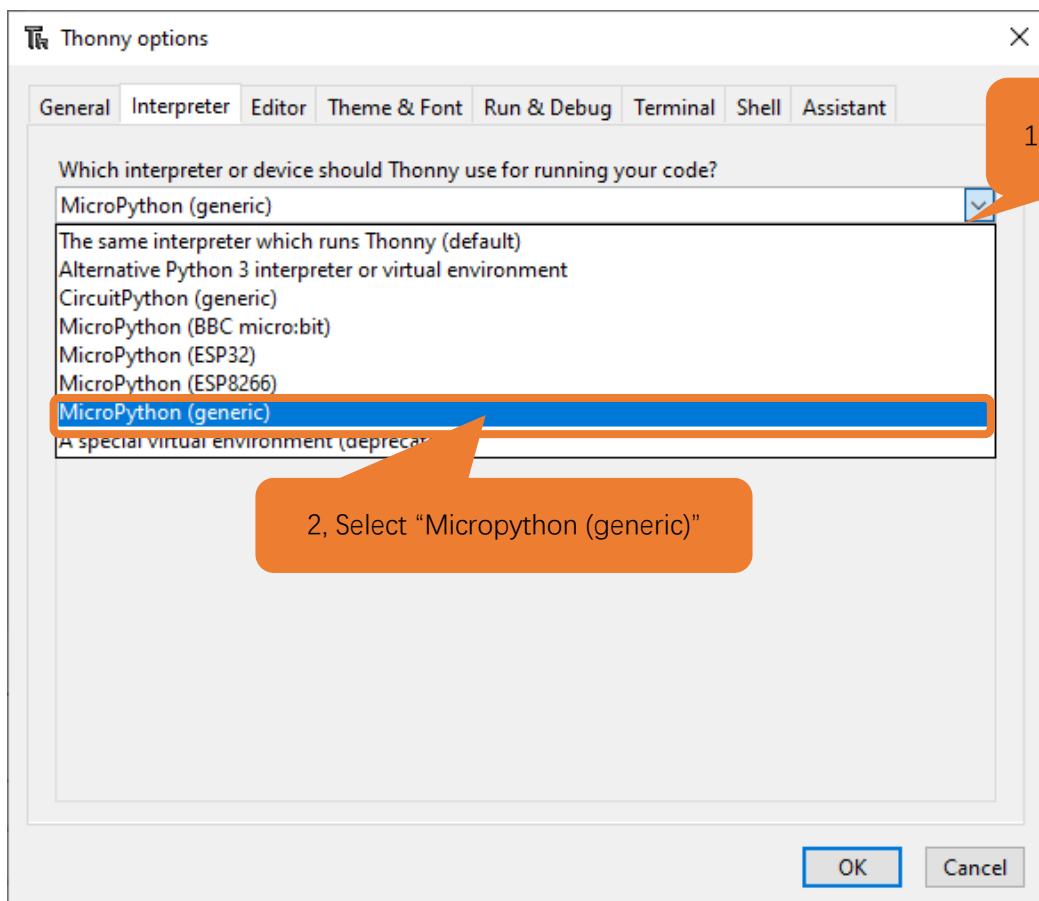 Thonny options
General Interpreter Editor Theme & Font Run & Debug Terminal Shell Assistant
1
Which interpreter or device should Thonny use for running your code?
MicroPython (generic)
The same interpreter which runs Thonny (default)
Alternative Python 3 interpreter or virtual environment
CircuitPython (generic)
MicroPython (BBC micro:bit)
MicroPython (ESP32)
MicroPython (ESP8266)
MicroPython (generic)
A special virtual environment (deprecat
2, Select “Micropython (generic)”
OK Cancel